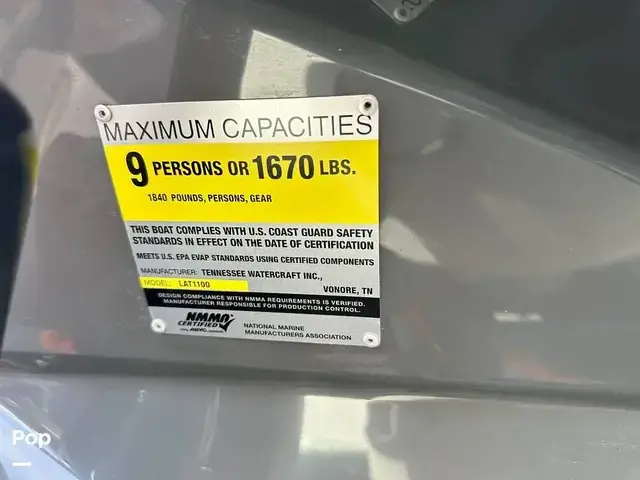 MAXIMUM CAPACITIES
9 PERSONS OR 1670 LBS.
1840 POUNDS, PERSONS, GEAR
THIS BOAT COMPLIES WITH U.S. COAST GUARD SAFETY
STANDARDS IN EFFECT ON THE DATE OF CERTIFICATION
MEETS U.S. EPA EVAP STANDARDS USING CERTIFIED COMPONENTS
MANUFACTURER: TENNESSEE WATERCRAFT INC.,
MODEL: LAT1100 VONORE, TN
DESIGN COMPLIANCE WITH NMMA REQUIREMENTS IS VERIFIED.
MANUFACTURER RESPONSIBLE FOR PRODUCTION CONTROL.
NMMA
CERTIFIED
NATIONAL MARINE
MANUFACTURERS ASSOCIATION
Pop